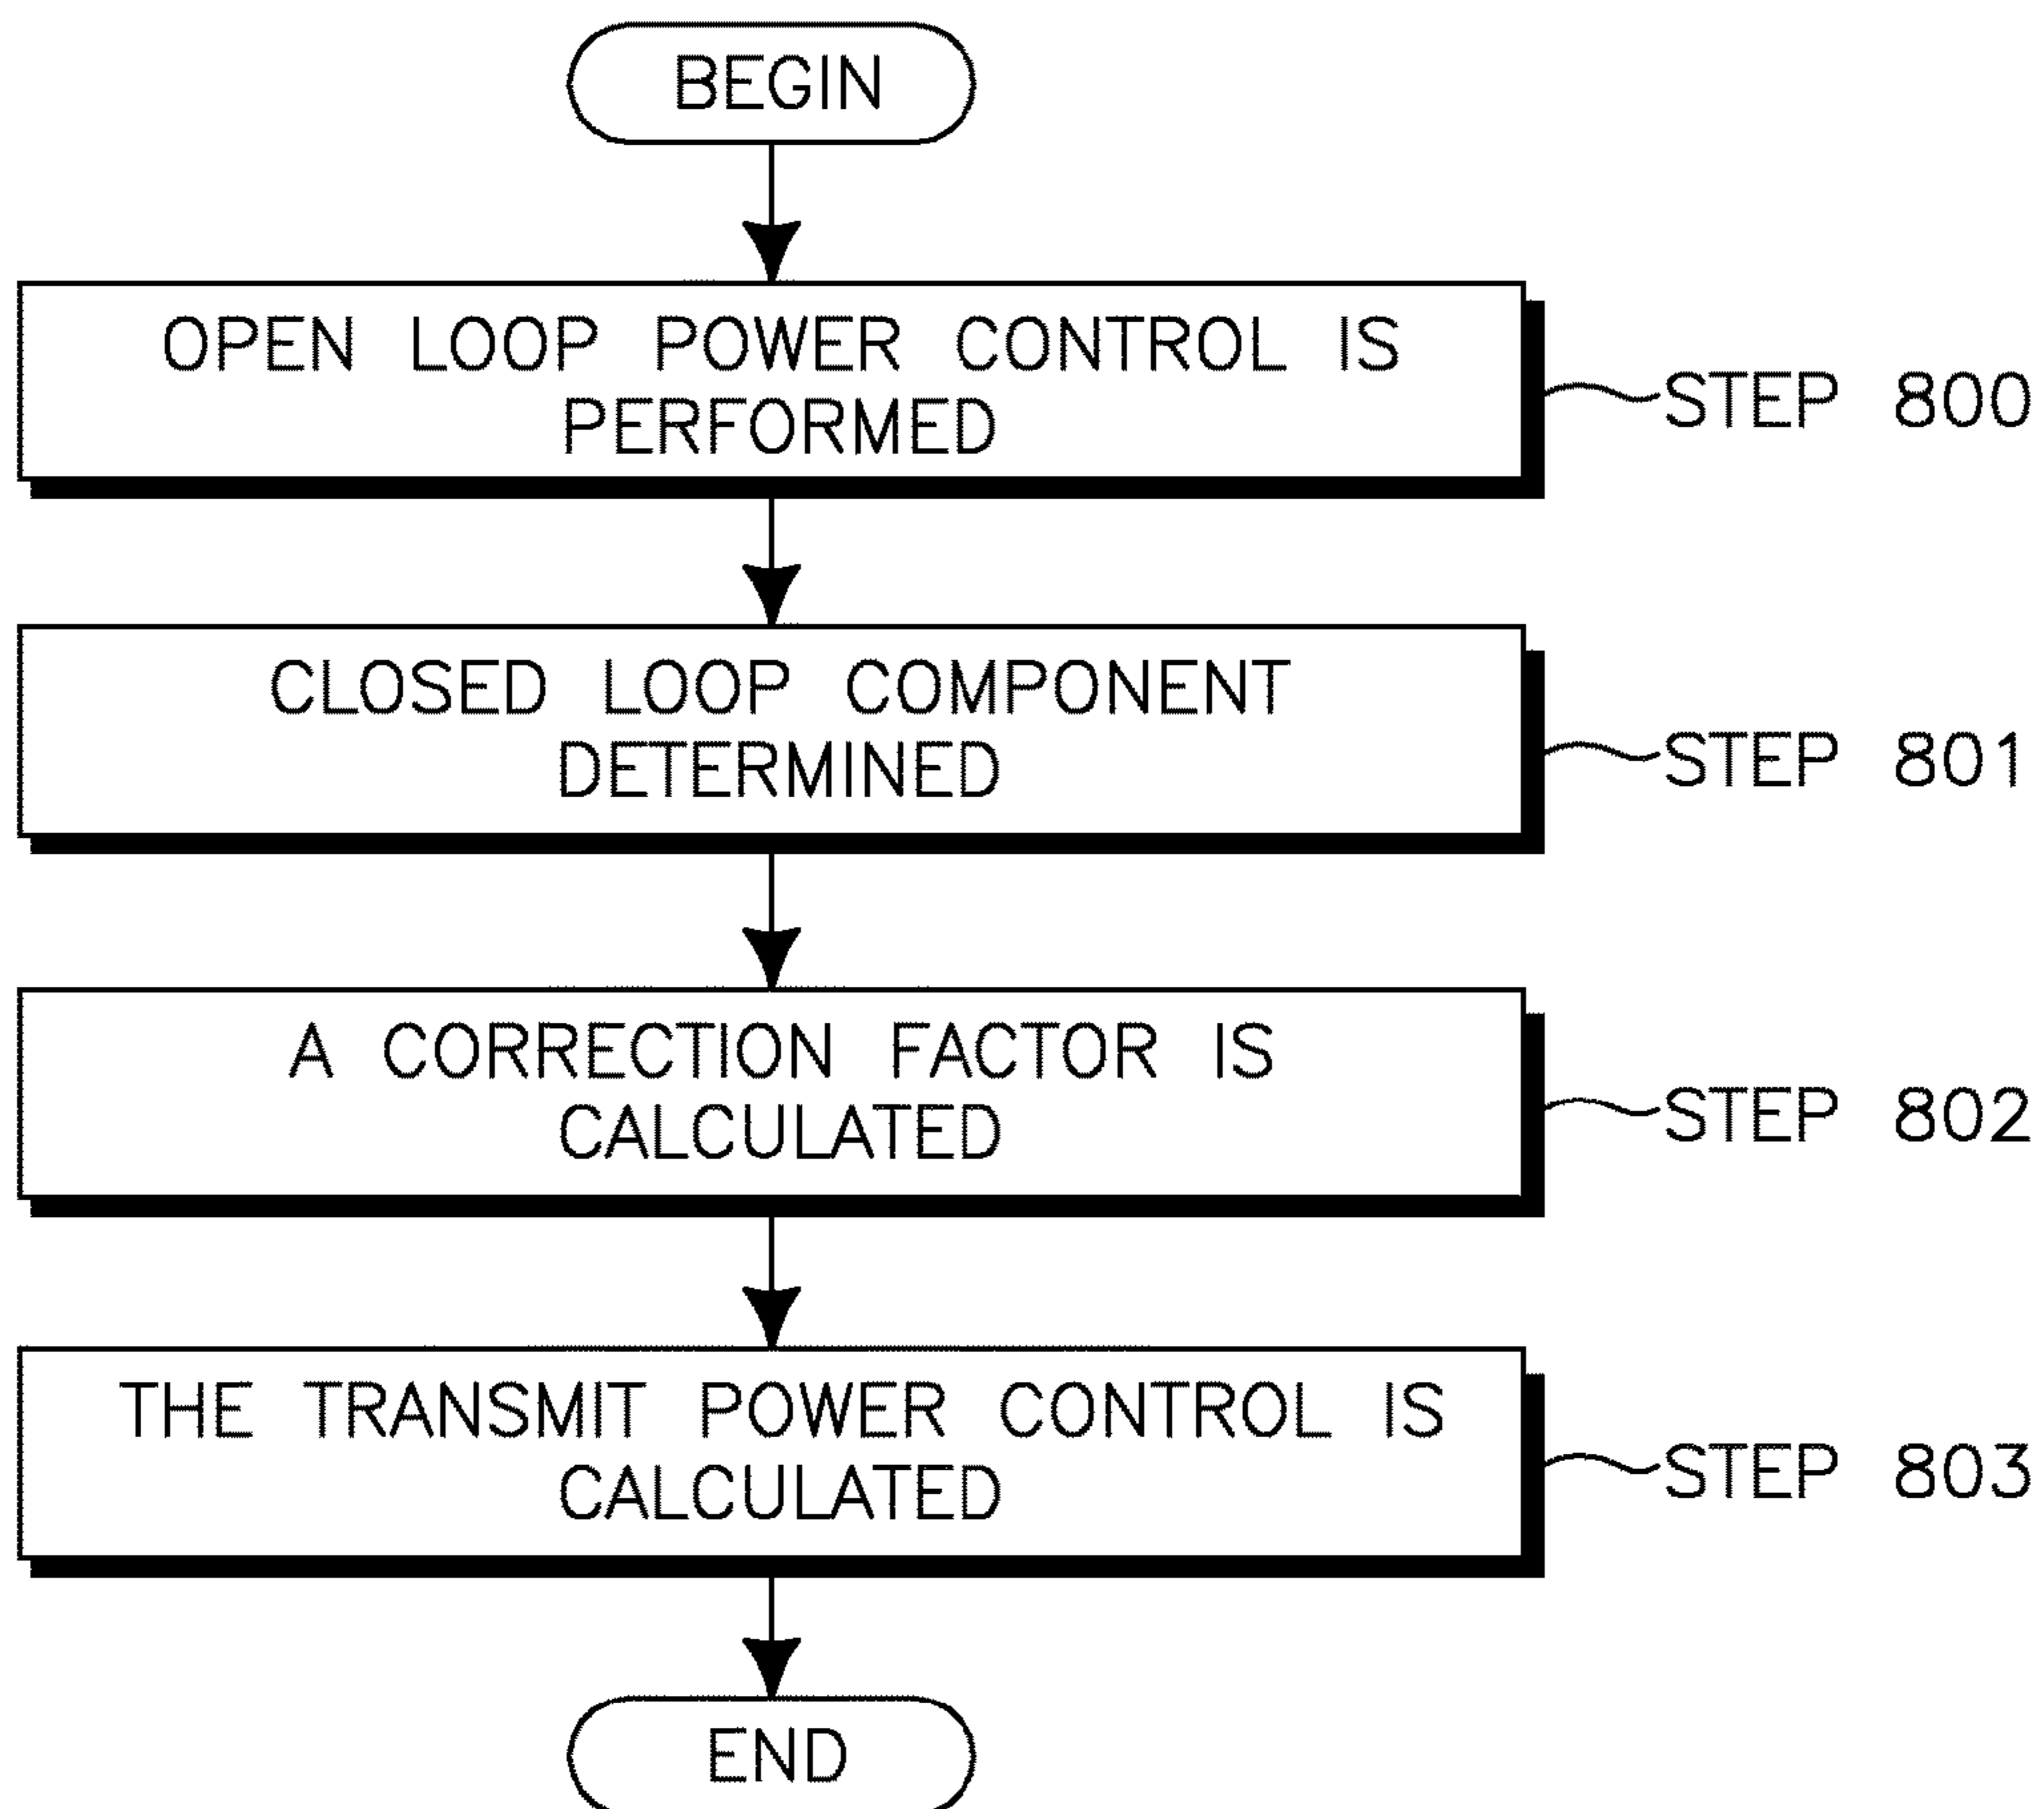 BEGIN
OPEN LOOP POWER CONTROL IS
PERFORMED
STEP 800
CLOSED LOOP COMPONENT
DETERMINED
STEP 801
A CORRECTION FACTOR IS
CALCULATED
STEP 802
THE TRANSMIT POWER CONTROL IS
CALCULATED
STEP 803
END